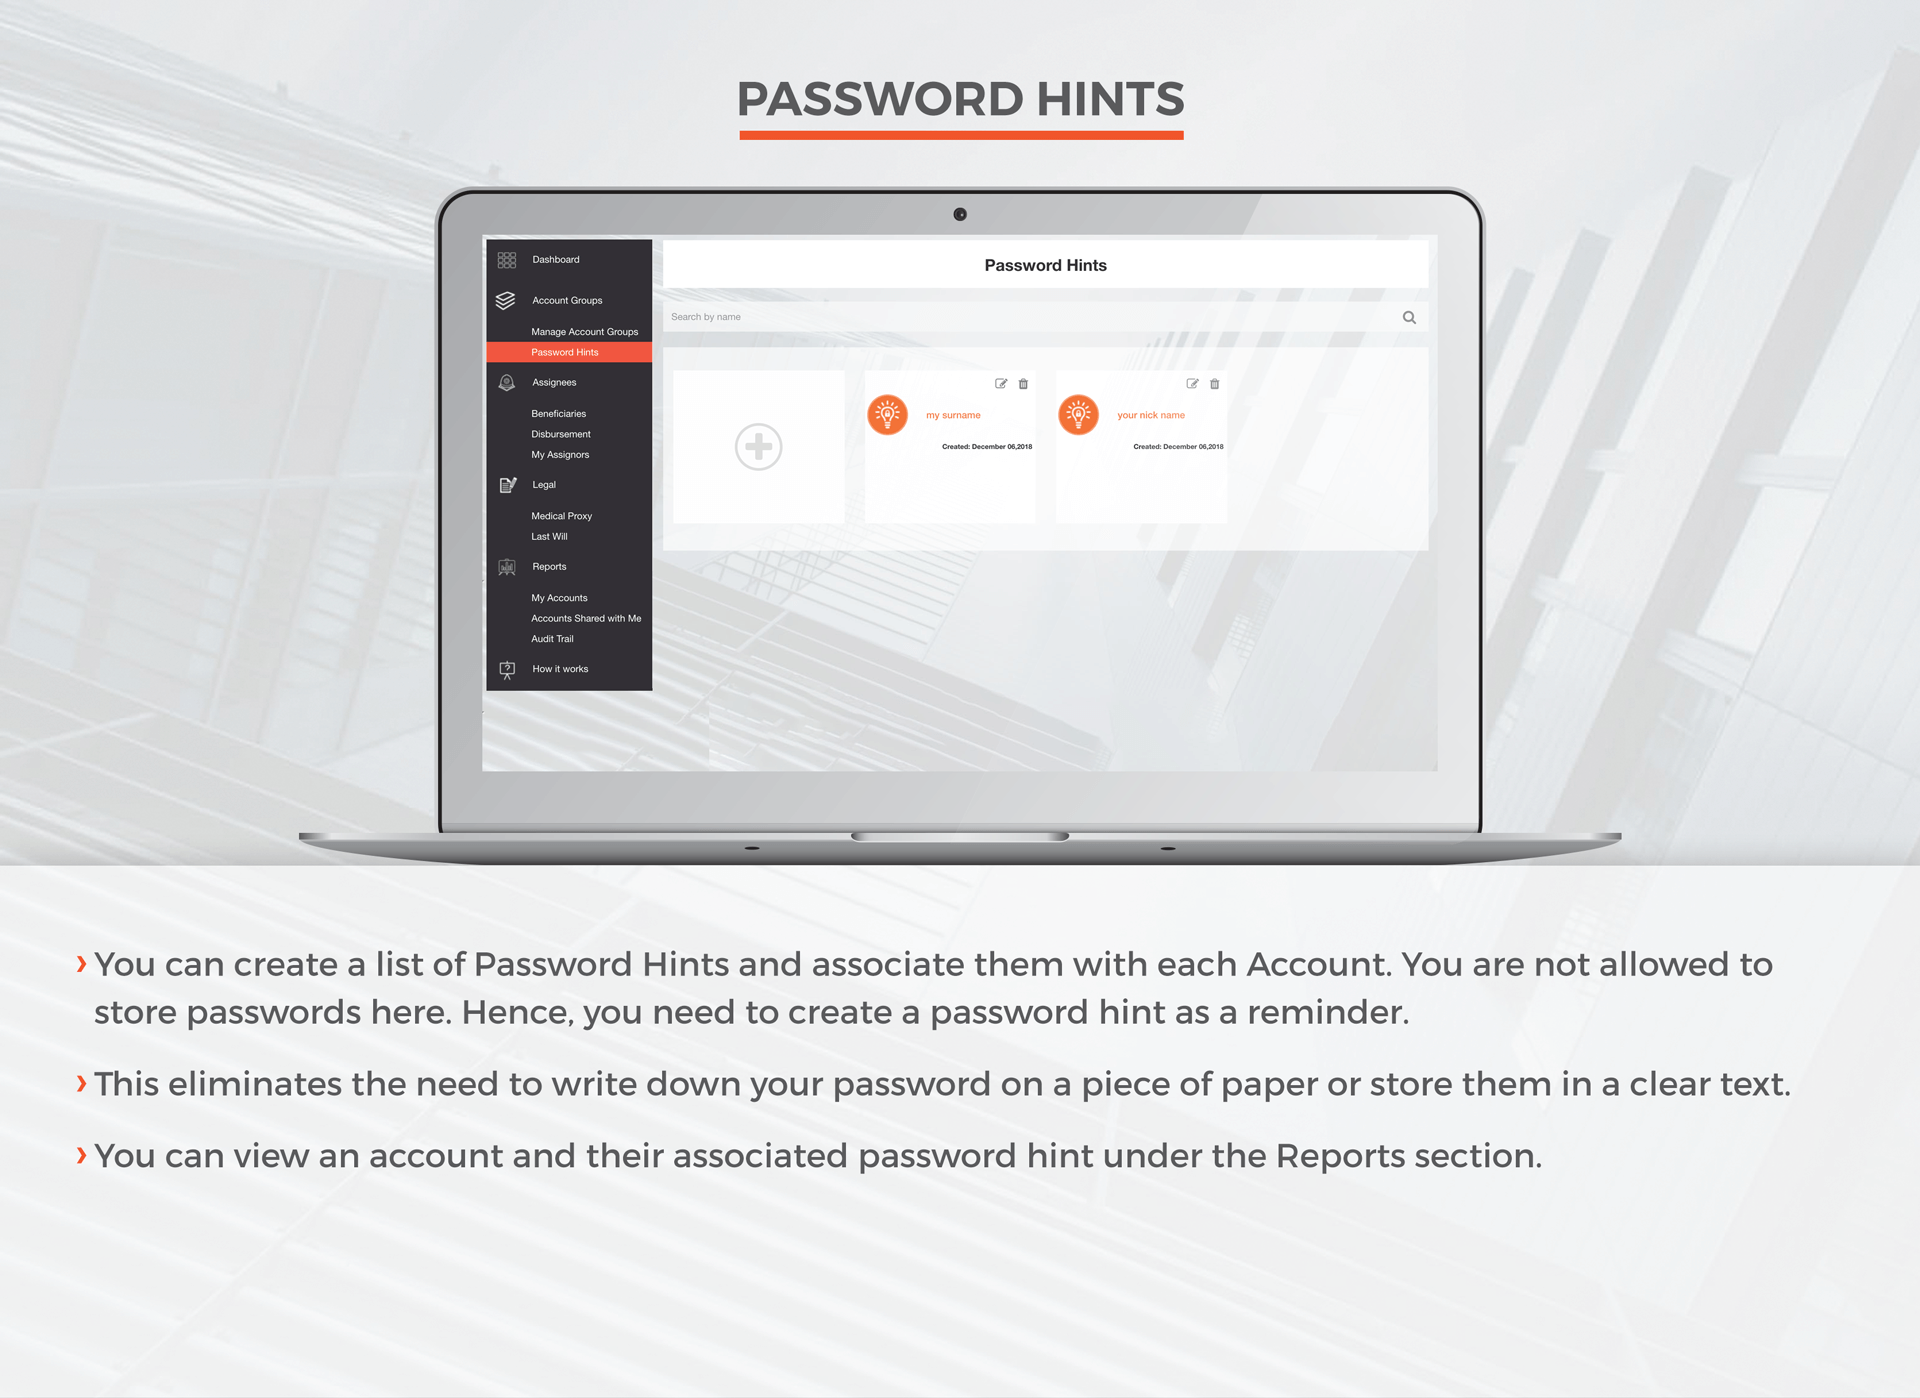 PASSWORD HINTS
Dashboard
Account Groups
Manage Account Groups
Password Hints
Assignees
Beneficiaries
Disbursement
My Assignors
Legal
Medical Proxy
Last Will
Reports
My Accounts
Accounts Shared with Me
Audit Trail
How it works
Password Hints
Search by name
my surname
Created: December 06,2018
your nick name
Created: December 06,2018
› You can create a list of Password Hints and associate them with each Account. You are not allowed to
store passwords here. Hence, you need to create a password hint as a reminder.
› This eliminates the need to write down your password on a piece of paper or store them in a clear text.
› You can view an account and their associated password hint under the Reports section.